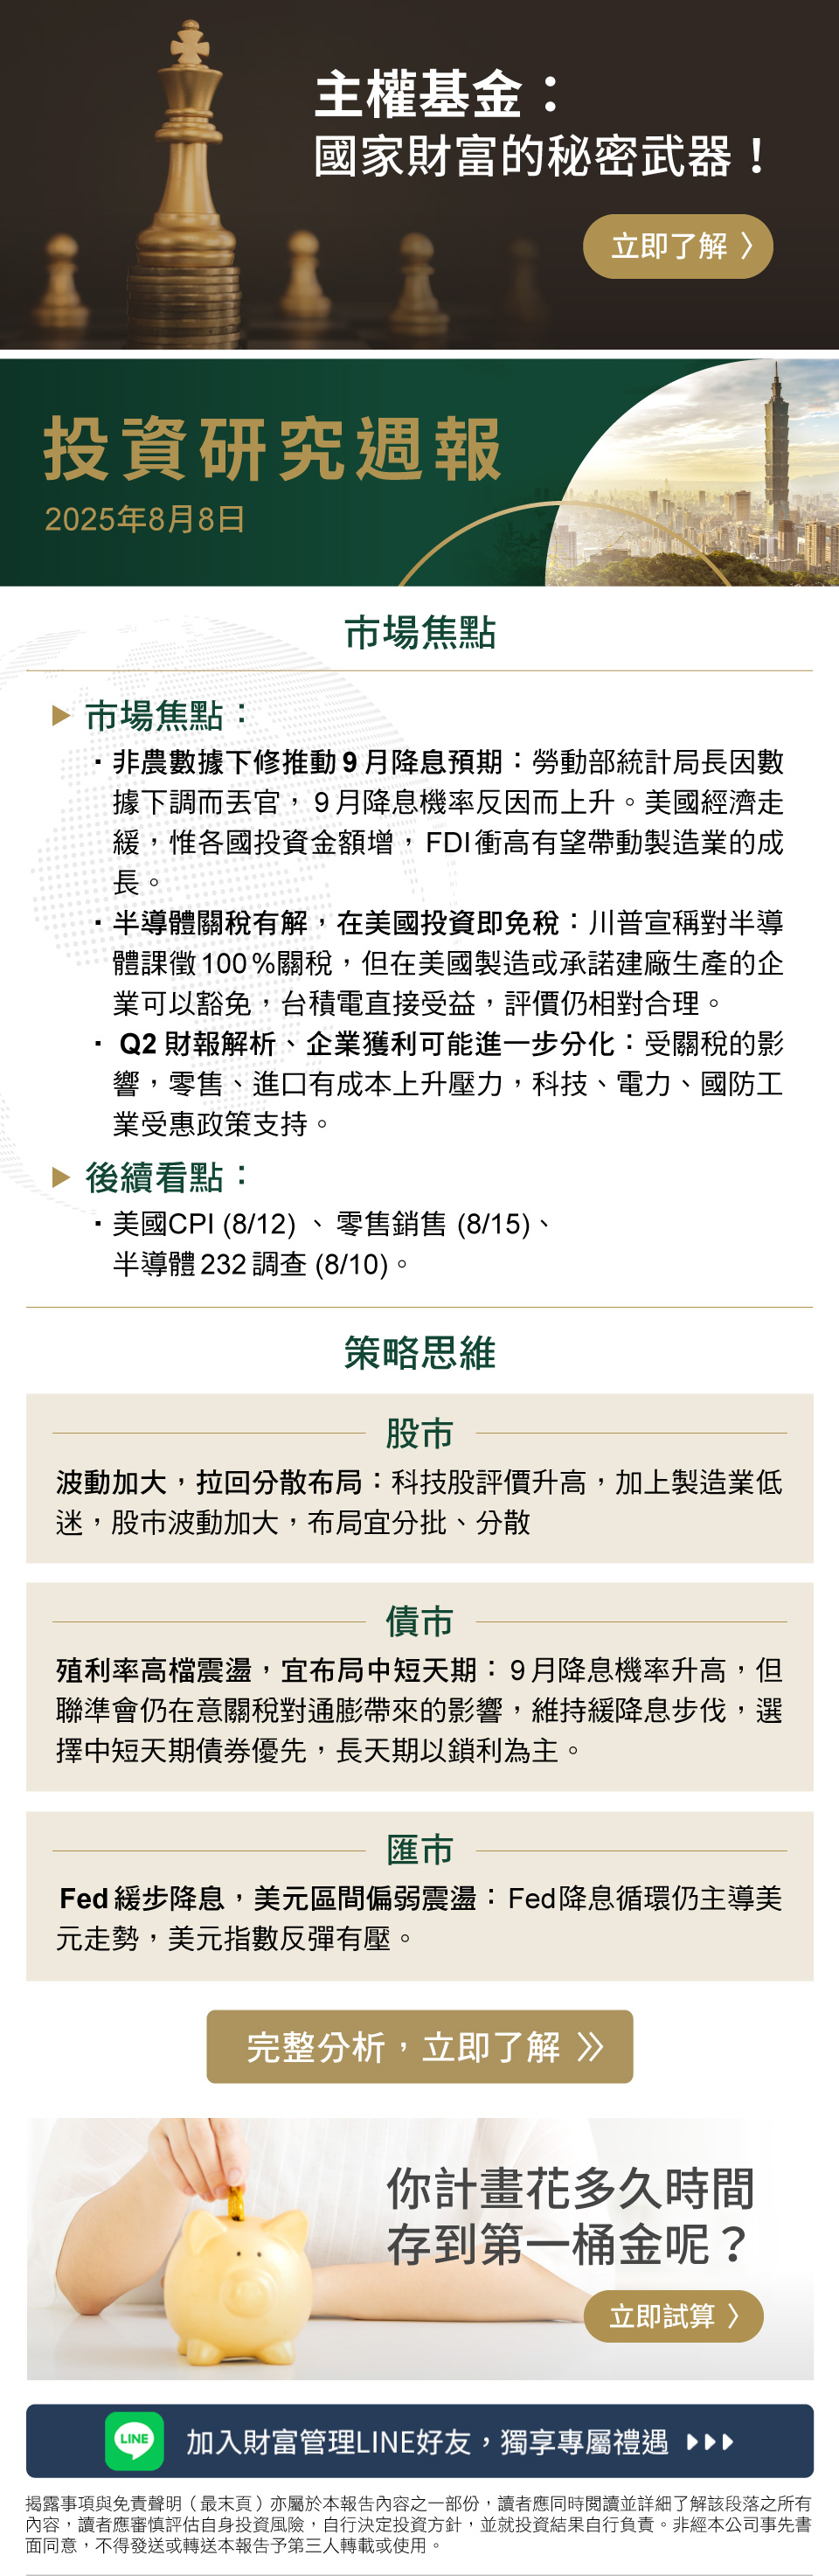 主權基金：
國家財富的秘密武器！
立即了解 〉
投資研究週報
2025年8月8日
市場焦點
▶ 市場焦點：
▪ 非農數據下修推動 9 月降息預期：勞動部統計局長因數
據下調而丟官， 9 月降息機率反因而上升。美國經濟走
緩，惟各國投資金額增， FDI 衝高有望帶動製造業的成
長。
▪ 半導體關稅有解，在美國投資即免稅：川普宣稱對半導
體課徵 100 %關稅，但在美國製造或承諾建廠生產的企
業可以豁免，台積電直接受益，評價仍相對合理。
▪ Q2 財報解析、企業獲利可能進一步分化：受關稅的影
響，零售、進口有成本上升壓力，科技、電力、國防工
業受惠政策支持。
▶ 後續看點：
▪ 美國CPI (8/12) 、 零售銷售 (8/15)、
半導體 232 調查 (8/10)。
策略思維
股市
波動加大，拉回分散布局：科技股評價升高，加上製造業低
迷，股市波動加大，布局宜分批、分散
債市
殖利率高檔震盪，宜布局中短天期： 9 月降息機率升高，但
聯準會仍在意關稅對通膨帶來的影響，維持緩降息步伐，選
擇中短天期債券優先，長天期以鎖利為主。
匯市
Fed 緩步降息，美元區間偏弱震盪：Fed降息循環仍主導美
元走勢，美元指數反彈有壓。
完整分析，立即了解 》
你計畫花多久時間
存到第一桶金呢？
立即試算 〉
LINE 加入財富管理LINE好友，獨享專屬禮遇 ▶▶▶
揭露事項與免責聲明（最末頁）亦屬於本報告內容之一部份，讀者應同時閱讀並詳細了解該段落之所有
內容，讀者應審慎評估自身投資風險，自行決定投資方針，並就投資結果自行負責。非經本公司事先書
面同意，不得發送或轉送本報告予第三人轉載或使用。